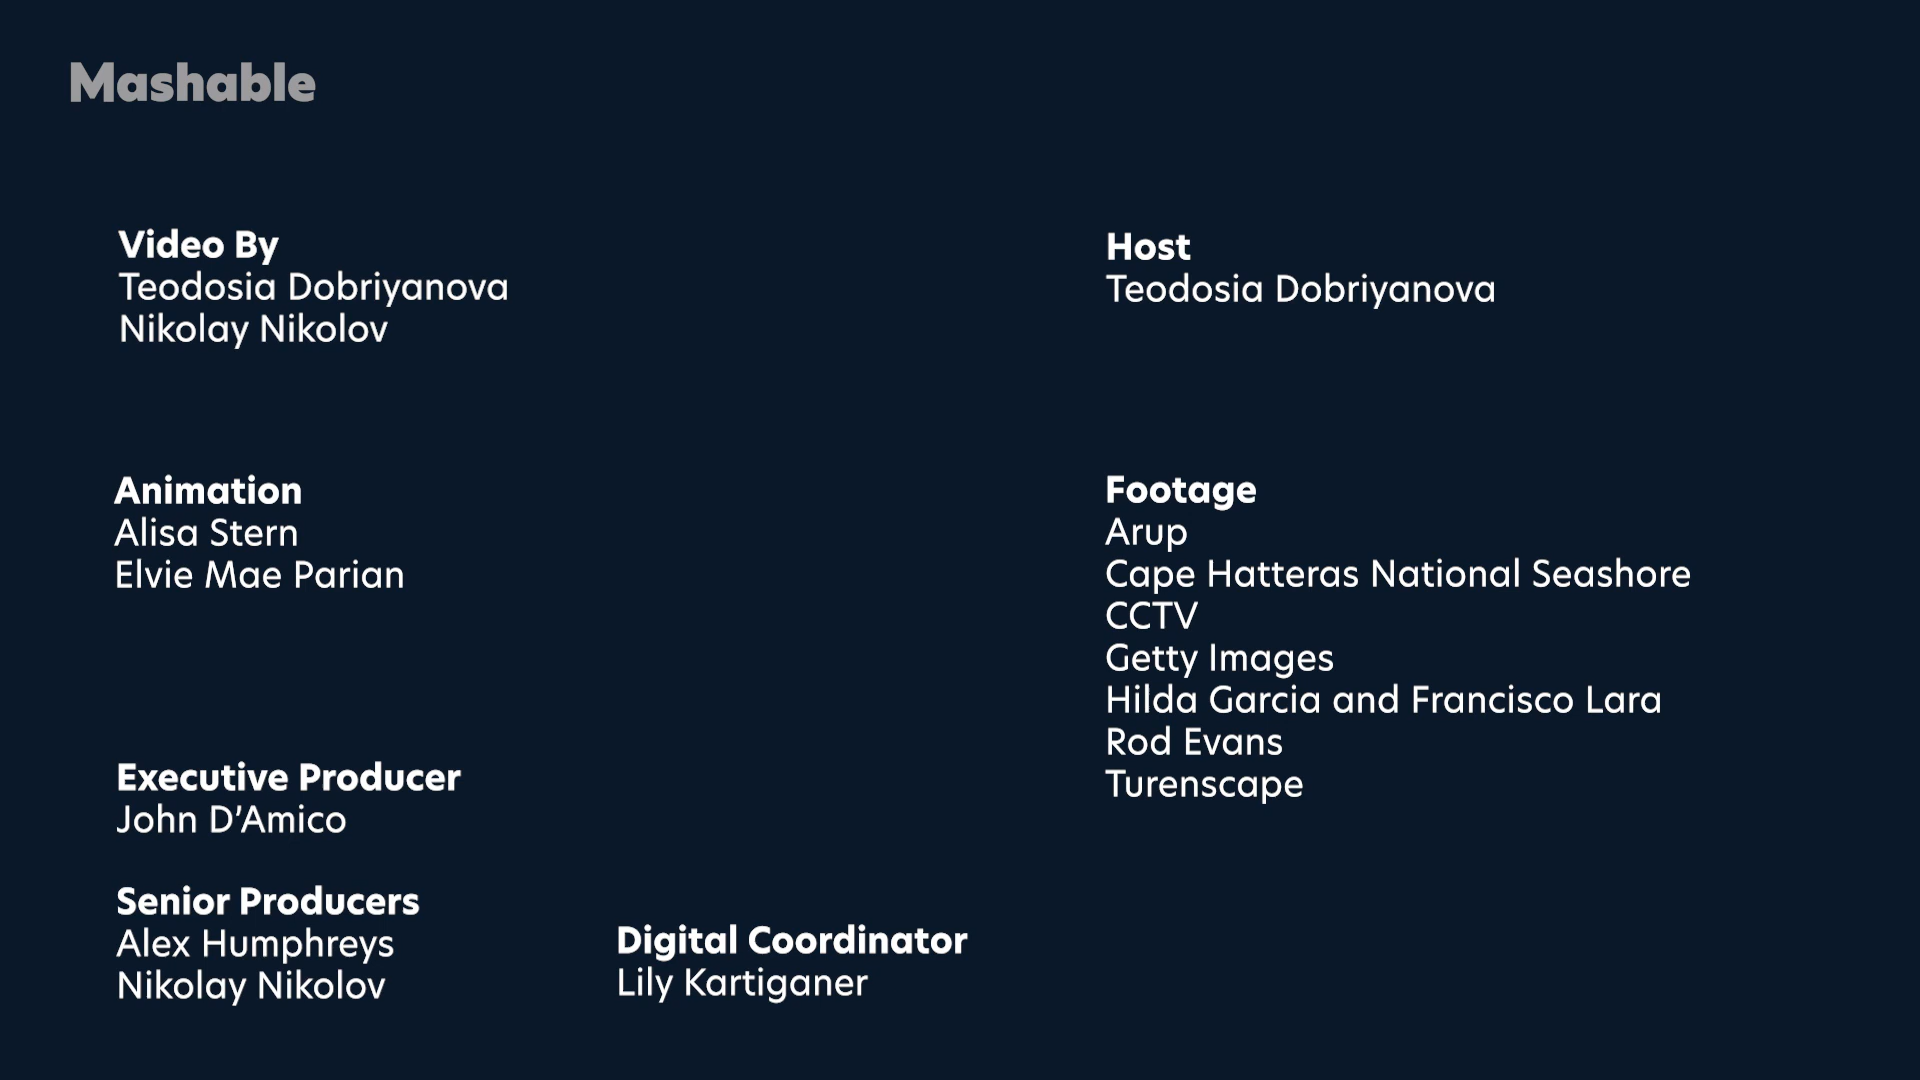 Mashable
Video By
Teodosia Dobriyanova
Nikolay Nikolov
Host
Teodosia Dobriyanova
Animation
Alisa Stern
Elvie Mae Parian
Footage
Arup
Cape Hatteras National Seashore
CCTV
Getty Images
Hilda Garcia and Francisco Lara
Rod Evans
Turenscape
Executive Producer
John D’Amico
Senior Producers
Alex Humphreys
Nikolay Nikolov
Digital Coordinator
Lily Kartiganer